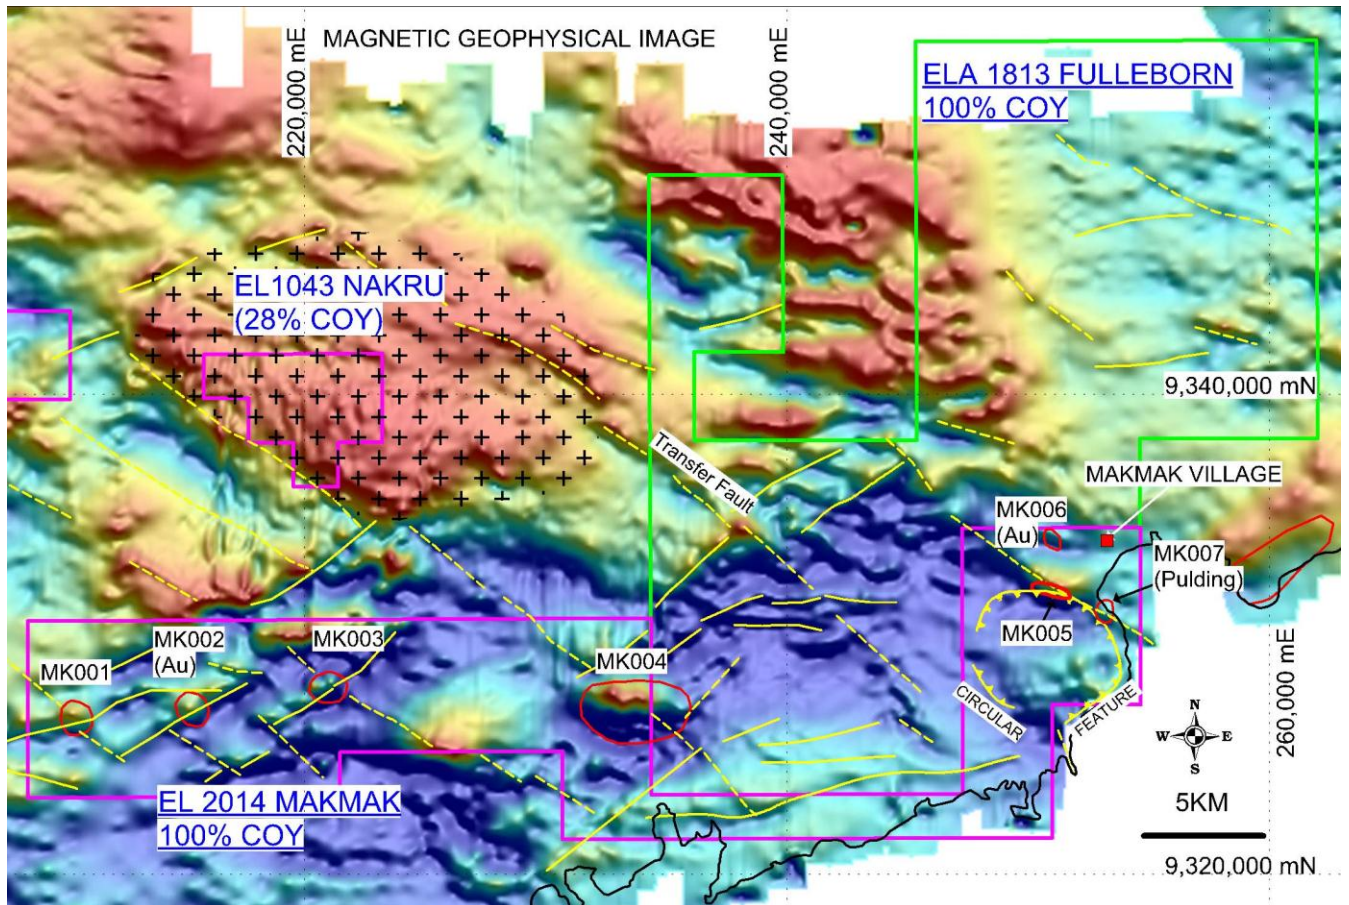 MAGNETIC GEOPHYSICAL IMAGE
220,000 mE
240,000 mE
ELA 1813 FULLEBORN
100% COY
EL1043 NAKRU
(28% COY)
9,340,000 mN
Transfer Fault
MAKMAK VILLAGE
MK006
(Au)
MK007
(Pulding)
MK005
MK001
MK002
(Au)
MK003
MK004
CIRCULAR
FEATURE
260,000 mE
N
W
E
S
5KM
EL 2014 MAKMAK
100% COY
9,320,000 mN